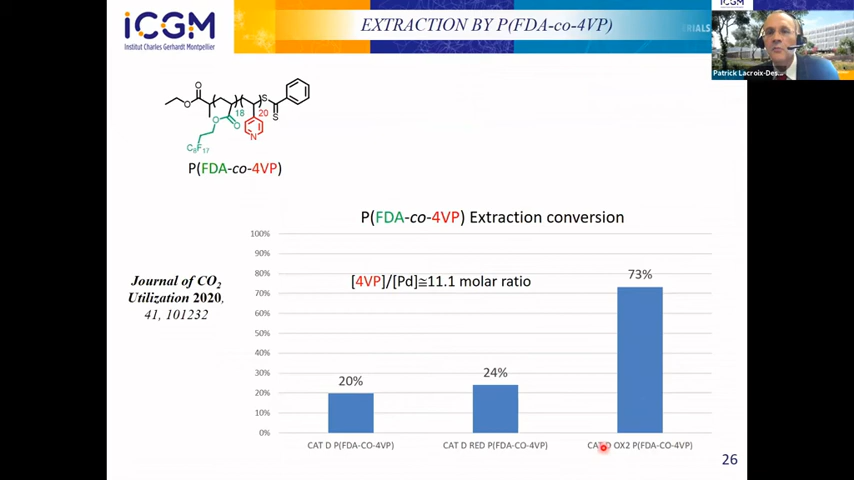 iCGM
Institut Charles Gerhardt Montpellier
EXTRACTION BY P(FDA-co-4VP)
iCGM
Patrick Lacroix-Des...
O
O
S
18
20
S
O
O
N
C8F17
P(FDA-co-4VP)
P(FDA-co-4VP) Extraction conversion
100%
90%
80%
70%
60%
50%
40%
30%
20%
10%
0%
[4VP]/[Pd]≅11.1 molar ratio
73%
24%
20%
Journal of CO2
Utilization 2020,
41, 101232
CAT D P(FDA-CO-4VP)
CAT D RED P(FDA-CO-4VP)
CAT D OX2 P(FDA-CO-4VP)
26